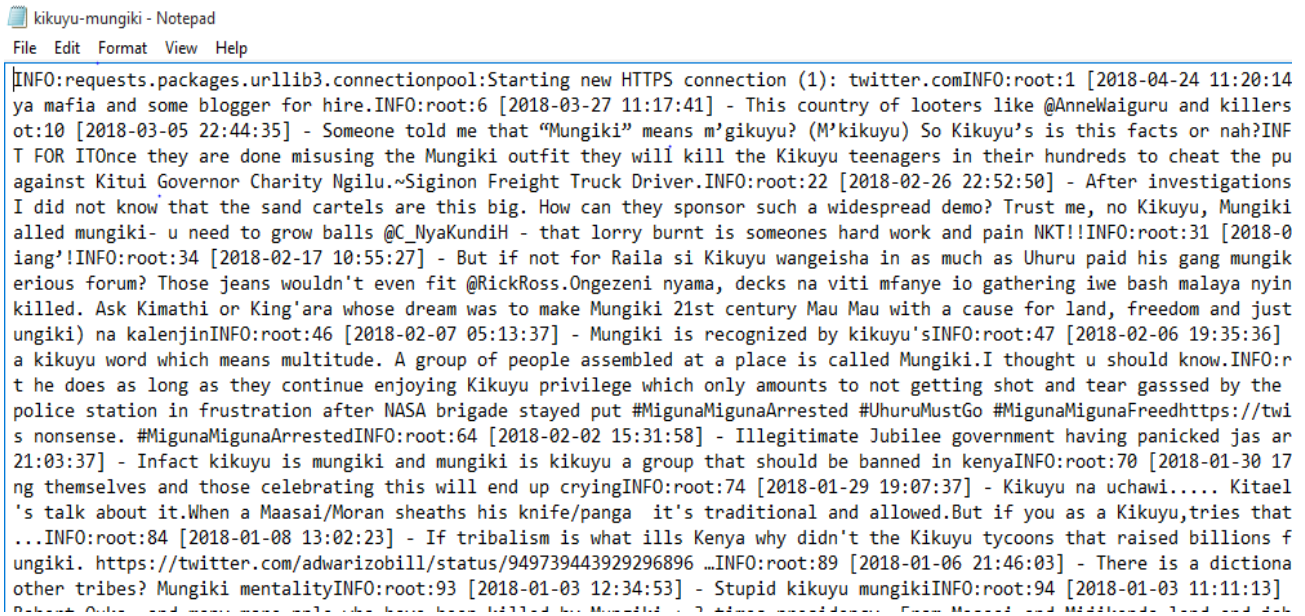 kikuyu-mungiki - Notepad
File Edit Format View Help
INFO:requests.packages.urllib3.connectionpool:Starting new HTTPS connection (1): twitter.comINFO:root:1 [2018-04-24 11:20:14
ya mafia and some blogger for hire.INFO:root:6 [2018-03-27 11:17:41] - This country of looters like @AnneWaiguru and killers
ot:10 [2018-03-05 22:44:35] - Someone told me that “Mungiki” means m’gikuyu? (M’kikuyu) So Kikuyu’s is this facts or nah?INF
T FOR ITOnce they are done misusing the Mungiki outfit they will kill the Kikuyu teenagers in their hundreds to cheat the pu
against Kitui Governor Charity Ngilu.~Siginon Freight Truck Driver.INFO:root:22 [2018-02-26 22:52:50] - After investigations
I did not know that the sand cartels are this big. How can they sponsor such a widespread demo? Trust me, no Kikuyu, Mungiki
alled mungiki- u need to grow balls @C_NyaKundiH - that lorry burnt is someones hard work and pain NKT!!INFO:root:31 [2018-0
iang’!INFO:root:34 [2018-02-17 10:55:27] - But if not for Raila si Kikuyu wangeisha in as much as Uhuru paid his gang mungik
erious forum? Those jeans wouldn't even fit @RickRoss.Ongezeni nyama, decks na viti mfanye io gathering iwe bash malaya nyin
killed. Ask Kimathi or King'ara whose dream was to make Mungiki 21st century Mau Mau with a cause for land, freedom and just
ungiki) na kalenjinINFO:root:46 [2018-02-07 05:13:37] - Mungiki is recognized by kikuyu'sINFO:root:47 [2018-02-06 19:35:36]
a kikuyu word which means multitude. A group of people assembled at a place is called Mungiki.I thought u should know.INFO:r
t he does as long as they continue enjoying Kikuyu privilege which only amounts to not getting shot and tear gasssed by the
police station in frustration after NASA brigade stayed put #MigunaMigunaArrested #UhuruMustGo #MigunaMigunaFreedhttps://twi
s nonsense. #MigunaMigunaArrestedINFO:root:64 [2018-02-02 15:31:58] - Illegitimate Jubilee government having panicked jas ar
21:03:37] - Infact kikuyu is mungiki and mungiki is kikuyu a group that should be banned in kenyaINFO:root:70 [2018-01-30 17
ng themselves and those celebrating this will end up cryingINFO:root:74 [2018-01-29 19:07:37] - Kikuyu na uchawi..... Kitael
's talk about it.When a Maasai/Moran sheaths his knife/panga it's traditional and allowed.But if you as a Kikuyu,tries that
...INFO:root:84 [2018-01-08 13:02:23] - If tribalism is what ills Kenya why didn't the Kikuyu tycoons that raised billions f
ungiki. https://twitter.com/adwarizobill/status/949739443929296896 …INFO:root:89 [2018-01-06 21:46:03] - There is a dictiona
other tribes? Mungiki mentalityINFO:root:93 [2018-01-03 12:34:53] - Stupid kikuyu mungikiINFO:root:94 [2018-01-03 11:11:13]